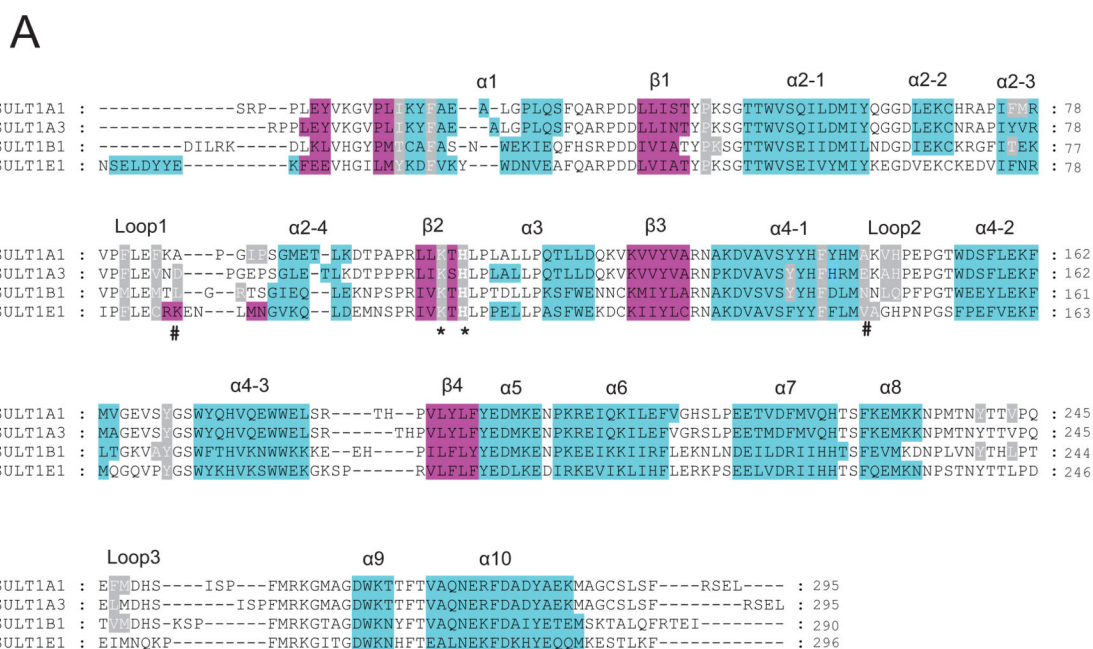 A
α1 β1 α2-1 α2-2 α2-3
SULT1A1 : -------------SRP--PLEYVKGVPLIKYFAE--A-LGPLQSFQARPDDLLISTYPKSGTTWVSQILDMIYQGGDLEKCHRAPIFMR : 78
SULT1A3 : ----------------RPPLEYVKGVPLIKYFAE---ALGPLQSFQARPDDLLINTYPKSGTTWVSQILDMIYQGGDLEKCNRAPIYVR : 78
SULT1B1 : --------DILRK-----DLKLVHGYPMTCAFAS-N--WEKIEQFHSRPDDIVIATYPKSGTTWVSEIIDMILNDGDIEKCKRGFITEK : 77
SULT1E1 : NSELDYYE----------KFEEVHGILMYKDFVKY---WDNVEAFQARPDDLVIATYPKSGTTWVSEIVYMIYKEGDVEKCKEDVIFNR : 78
Loop1 α2-4 β2 α3 β3 α4-1 Loop2 α4-2
SULT1A1 : VPFLEFKA---P-GIPSGMET-LKDTPAPRLLKTHLPLALLPQTLLDQKVKVVYVARNAKDVAVSYYHFYHMAKVHPEPGTWDSFLEKF : 162
SULT1A3 : VPFLEVND----PGEPSGLE-TLKDTPPPRLIKSHLPLALLPQTLLDQKVKVVYVARNPKDVAVSYYHFHRMEKAHPEPGTWDSFLEKF : 162
SULT1B1 : VPMLEMTL--G--RTSGIEQ--LEKNPSPRIVKTHLPTDLLPKSFWENNCKMIYLARNAKDVSVSYYHFDLMNNLQPFPGTWEEYLEKF : 161
SULT1E1 : IPFLECRKEN---LMNGVKQ--LDEMNSPRIVKTHLPPELLPASFWEKDCKIIYLCRNAKDVAVSFYYFFLMVAGHPNPGSFPEFVEKF : 163
# * * #
α4-3 β4 α5 α6 α7 α8
SULT1A1 : MVGEVSYGSWYQHVQEWWELSR----TH--PVLYLFYEDMKENPKREIQKILEFVGHSLPEETVDFMVQHTSFKEMKKNPMTNYTTVPQ : 245
SULT1A3 : MAGEVSYGSWYQHVQEWWELSR------THPVLYLFYEDMKENPKREIQKILEFVGRSLPEETMDFMVQHTSFKEMKKNPMTNYTTVPQ : 245
SULT1B1 : LTGKVAYGSWFTHVKNWWKKKE--EH----PILFLYYEDMKENPKEEIKKIIRFLEKNLNDEILDRIIHHTSFEVMKDNPLVNYTHLPT : 244
SULT1E1 : MQGQVPYGSWYKHVKSWWEKGKSP------RVLFLFYEDLKEDIRKEVIKLIHFLERKPSEELVDRIIHHTSFQEMKNNPSTNYTTLPD : 246
Loop3 α9 α10
SULT1A1 : EFMDHS----ISP---FMRKGMAGDWKTTFTVAQNERFDADYAEKMAGCSLSF----RSEL---- : 295
SULT1A3 : ELMDHS-------ISPFMRKGMAGDWKTTFTVAQNERFDADYAEKMAGCSLSF--------RSEL : 295
SULT1B1 : TVMDHS-KSP------FMRKGTAGDWKNYFTVAQNEKFDAIYETEMSKTALQFRTEI-------- : 290
SULT1E1 : EIMNQKP---------FMRKGITGDWKNHFTEALNEKFDKHYEQQMKESTLKF------------ : 296